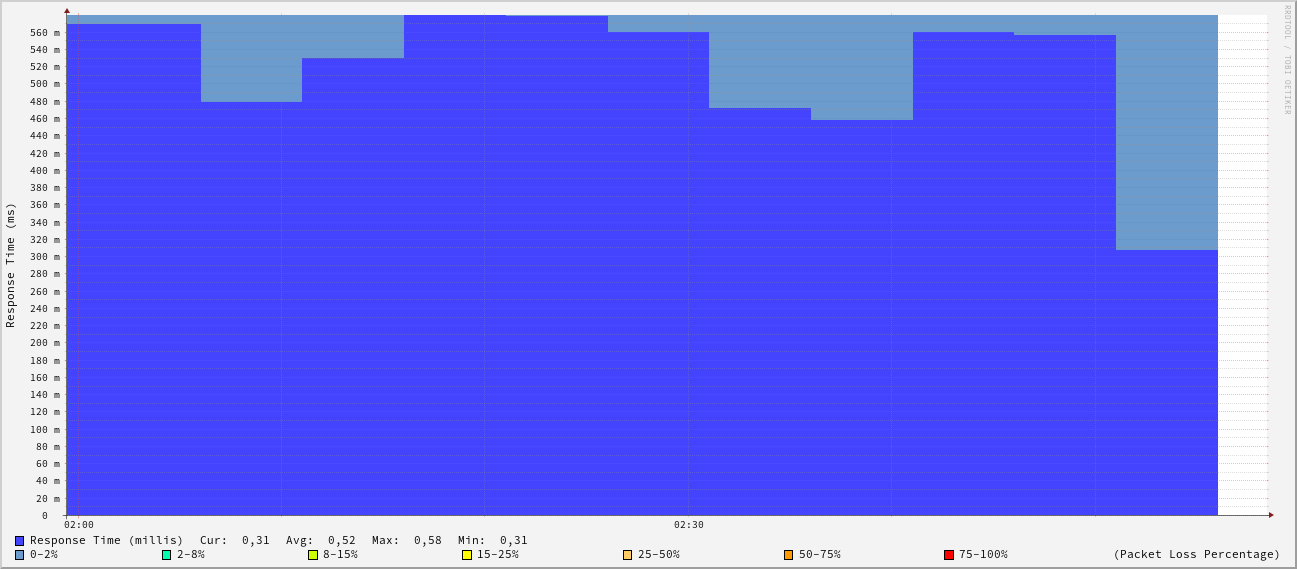 RRDTOOL / TOBI OETIKER
Response Time (ms)
560 m
540 m
520 m
500 m
480 m
460 m
440 m
420 m
400 m
380 m
360 m
340 m
320 m
300 m
280 m
260 m
240 m
220 m
200 m
180 m
160 m
140 m
120 m
100 m
80 m
60 m
40 m
20 m
0
02:00 02:30
Response Time (millis) Cur: 0,31 Avg: 0,52 Max: 0,58 Min: 0,31
0-2% 2-8% 8-15% 15-25% 25-50% 50-75% 75-100% (Packet Loss Percentage)